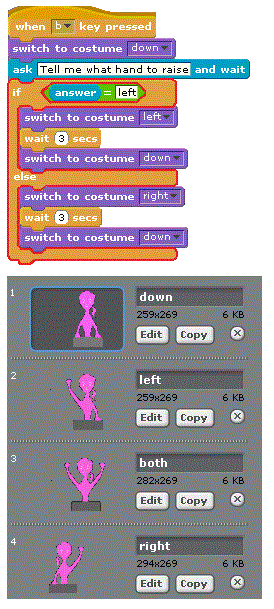 when b key pressed
switch to costume down
ask Tell me what hand to raise and wait
if answer = left
switch to costume left
wait 3 secs
switch to costume down
else
switch to costume right
wait 3 secs
switch to costume down
1
down
259x269 6 KB
Edit Copy
2
left
259x269 6 KB
Edit Copy
3
both
282x269 6 KB
Edit Copy
4
right
294x269 6 KB
Edit Copy